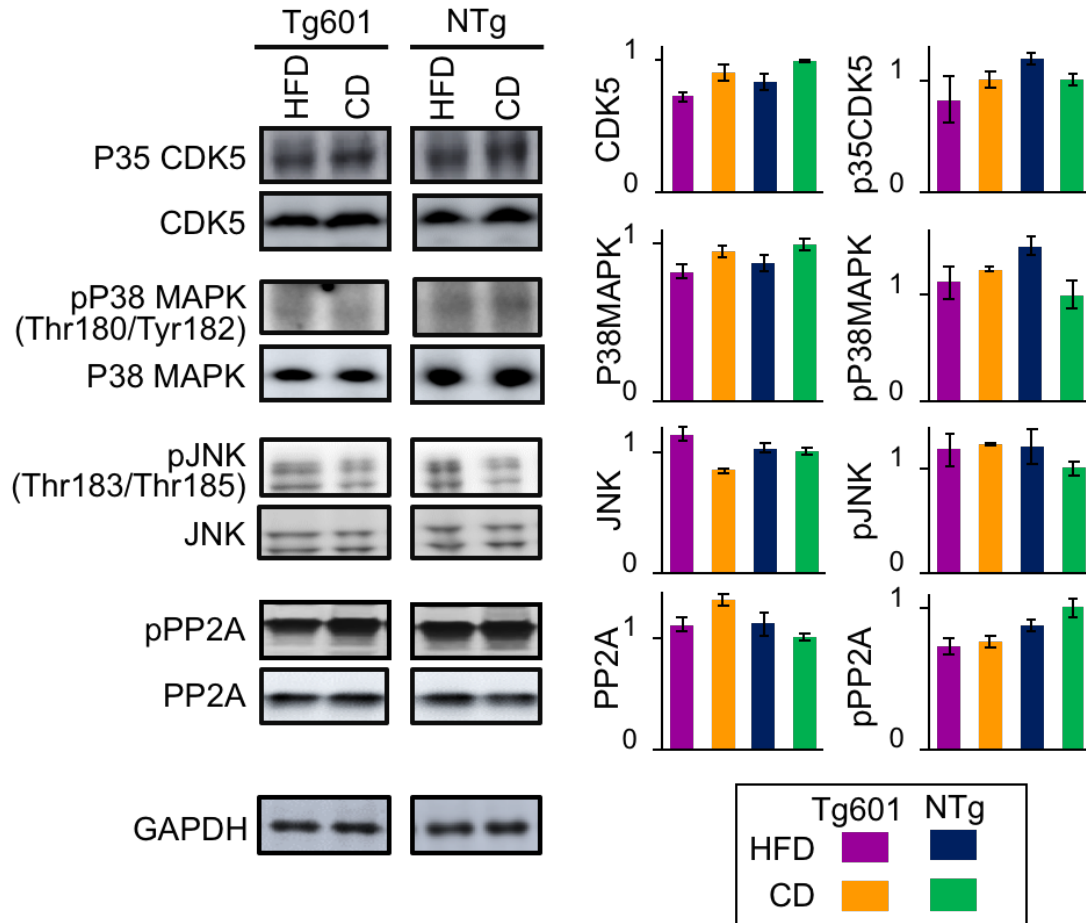 Tg601
NTg
HFD
CD
HFD
CD
P35 CDK5
CDK5
pP38 MAPK
(Thr180/Tyr182)
P38 MAPK
pJNK
(Thr183/Thr185)
JNK
pPP2A
PP2A
GAPDH
CDK5
1
0
p35CDK5
1
0
P38MAPK
1
0
pP38MAPK
1
0
JNK
1
0
pJNK
1
0
PP2A
1
0
pPP2A
1
0
Tg601 NTg
HFD
CD